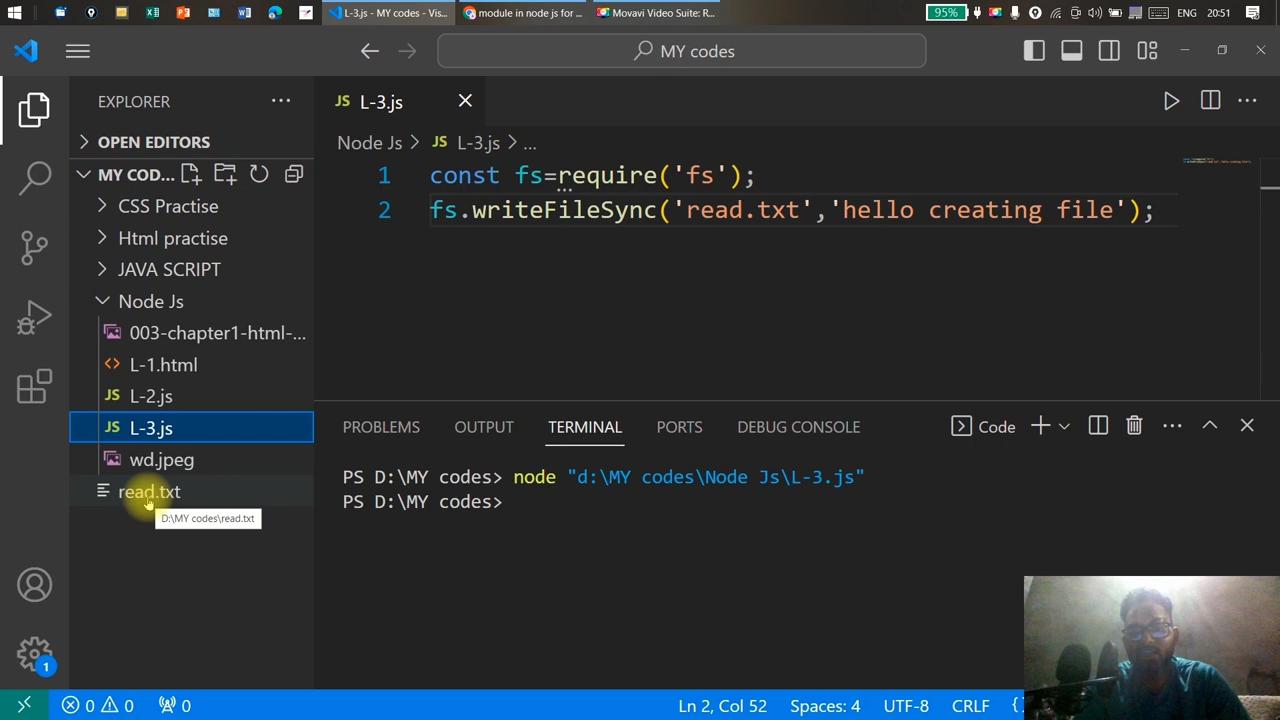 L-3.js - MY codes - Vis...
module in node js for ...
Movavi Video Suite: R...
95%
ENG
20:51
MY codes
EXPLORER
JS L-3.js
OPEN EDITORS
Node Js > JS L-3.js > ...
MY COD...
1 const fs=require('fs');
2 fs.writeFileSync('read.txt','hello creating file');
CSS Practise
Html practise
JAVA SCRIPT
Node Js
003-chapter1-html-...
L-1.html
JS L-2.js
JS L-3.js
wd.jpeg
read.txt
D:\MY codes\read.txt
PROBLEMS OUTPUT TERMINAL PORTS DEBUG CONSOLE
Code
PS D:\MY codes> node "d:\MY codes\Node Js\L-3.js"
PS D:\MY codes>
1
0 0 0
Ln 2, Col 52 Spaces: 4 UTF-8 CRLF {